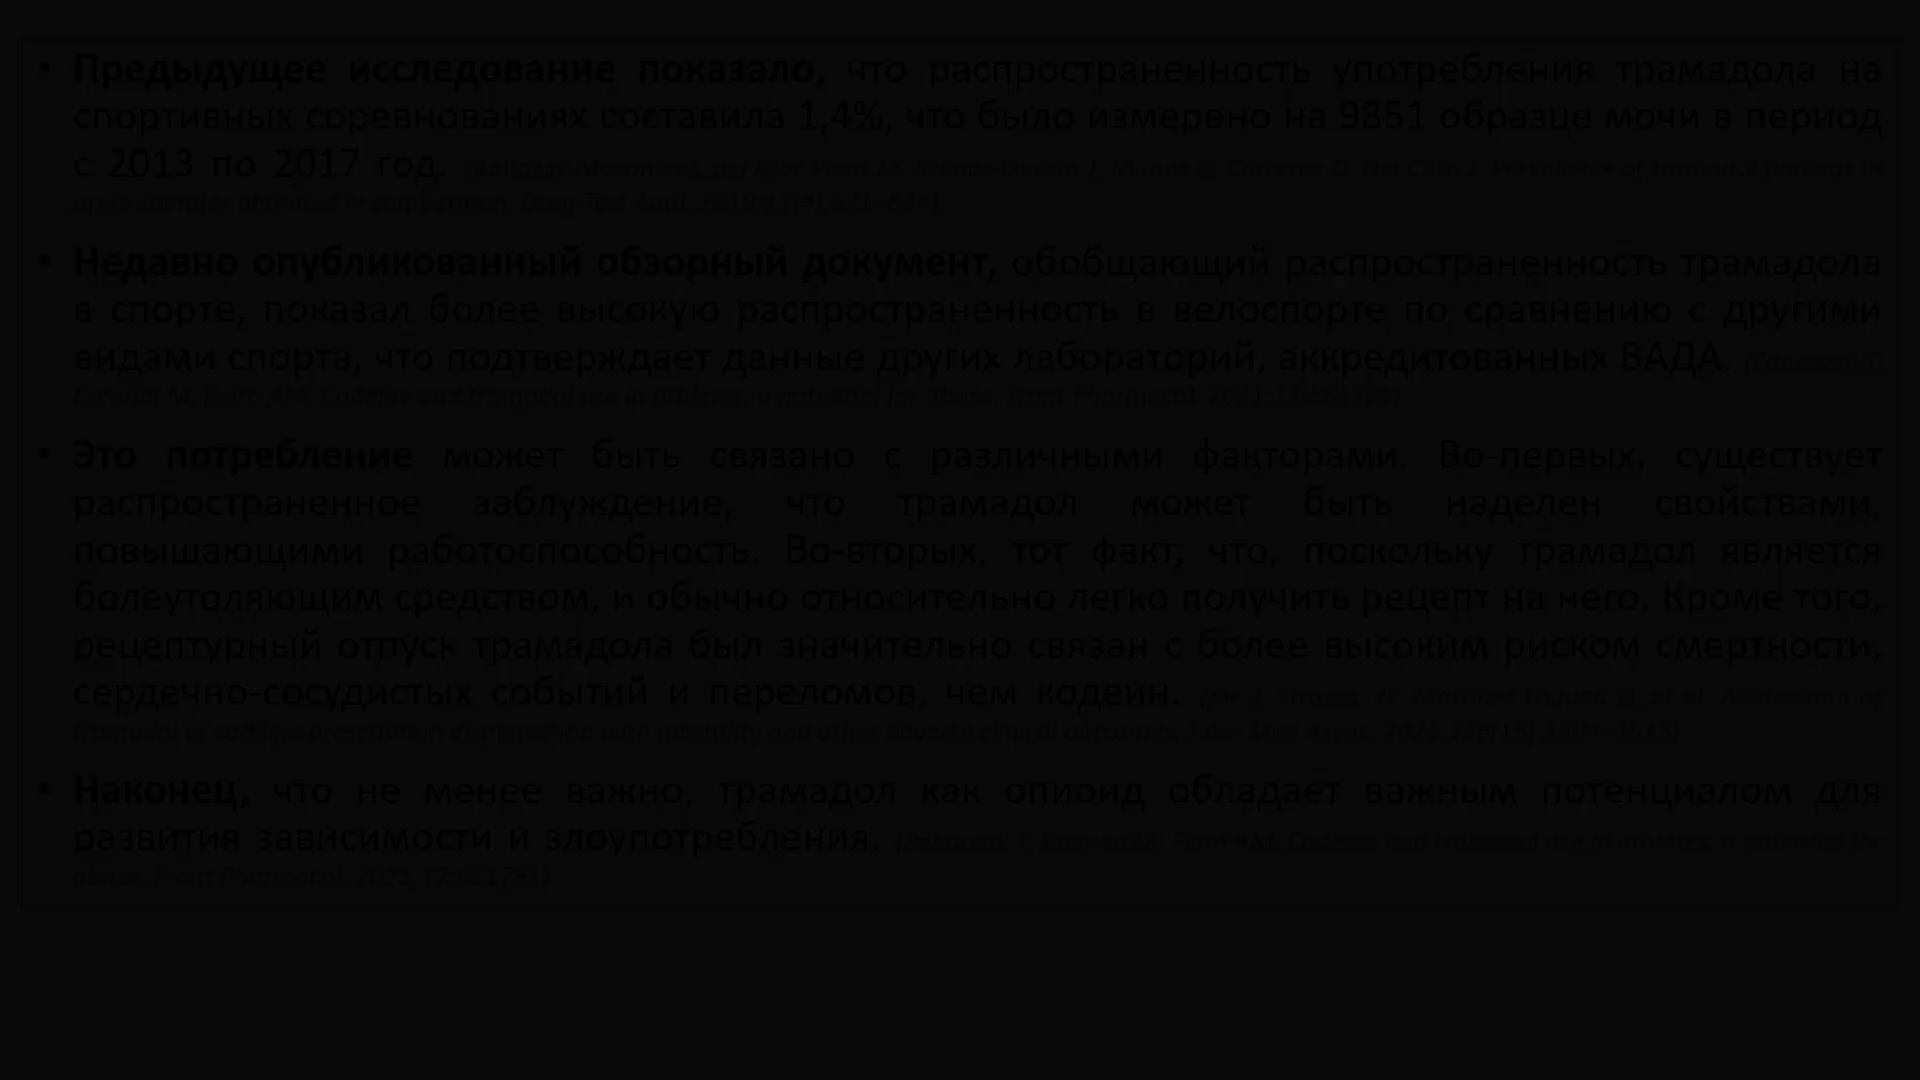 • Предыдущее исследование показало, что распространенность употребления трамадола на
спортивных соревнованиях составила 1,4%, что было измерено на 9851 образце мочи в период
с 2013 по 2017 год.
• Недавно опубликованный обзорный документ, обобщающий распространенность трамадола
в спорте, показал более высокую распространенность в велоспорте по сравнению с другими
видами спорта, что подтверждает данные других лабораторий, аккредитованных ВАДА.
• Это потребление может быть связано с различными факторами. Во-первых, существует
распространенное заблуждение, что трамадол может быть наделен свойствами,
повышающими работоспособность. Во-вторых, тот факт, что, поскольку трамадол является
болеутоляющим средством, и обычно относительно легко получить рецепт на него. Кроме того,
рецептурный отпуск трамадола был значительно связан с более высоким риском смертности,
сердечно-сосудистых событий и переломов, чем кодеин.
• Наконец, что не менее важно, трамадол как опиоид обладает важным потенциалом для
развития зависимости и злоупотребления.